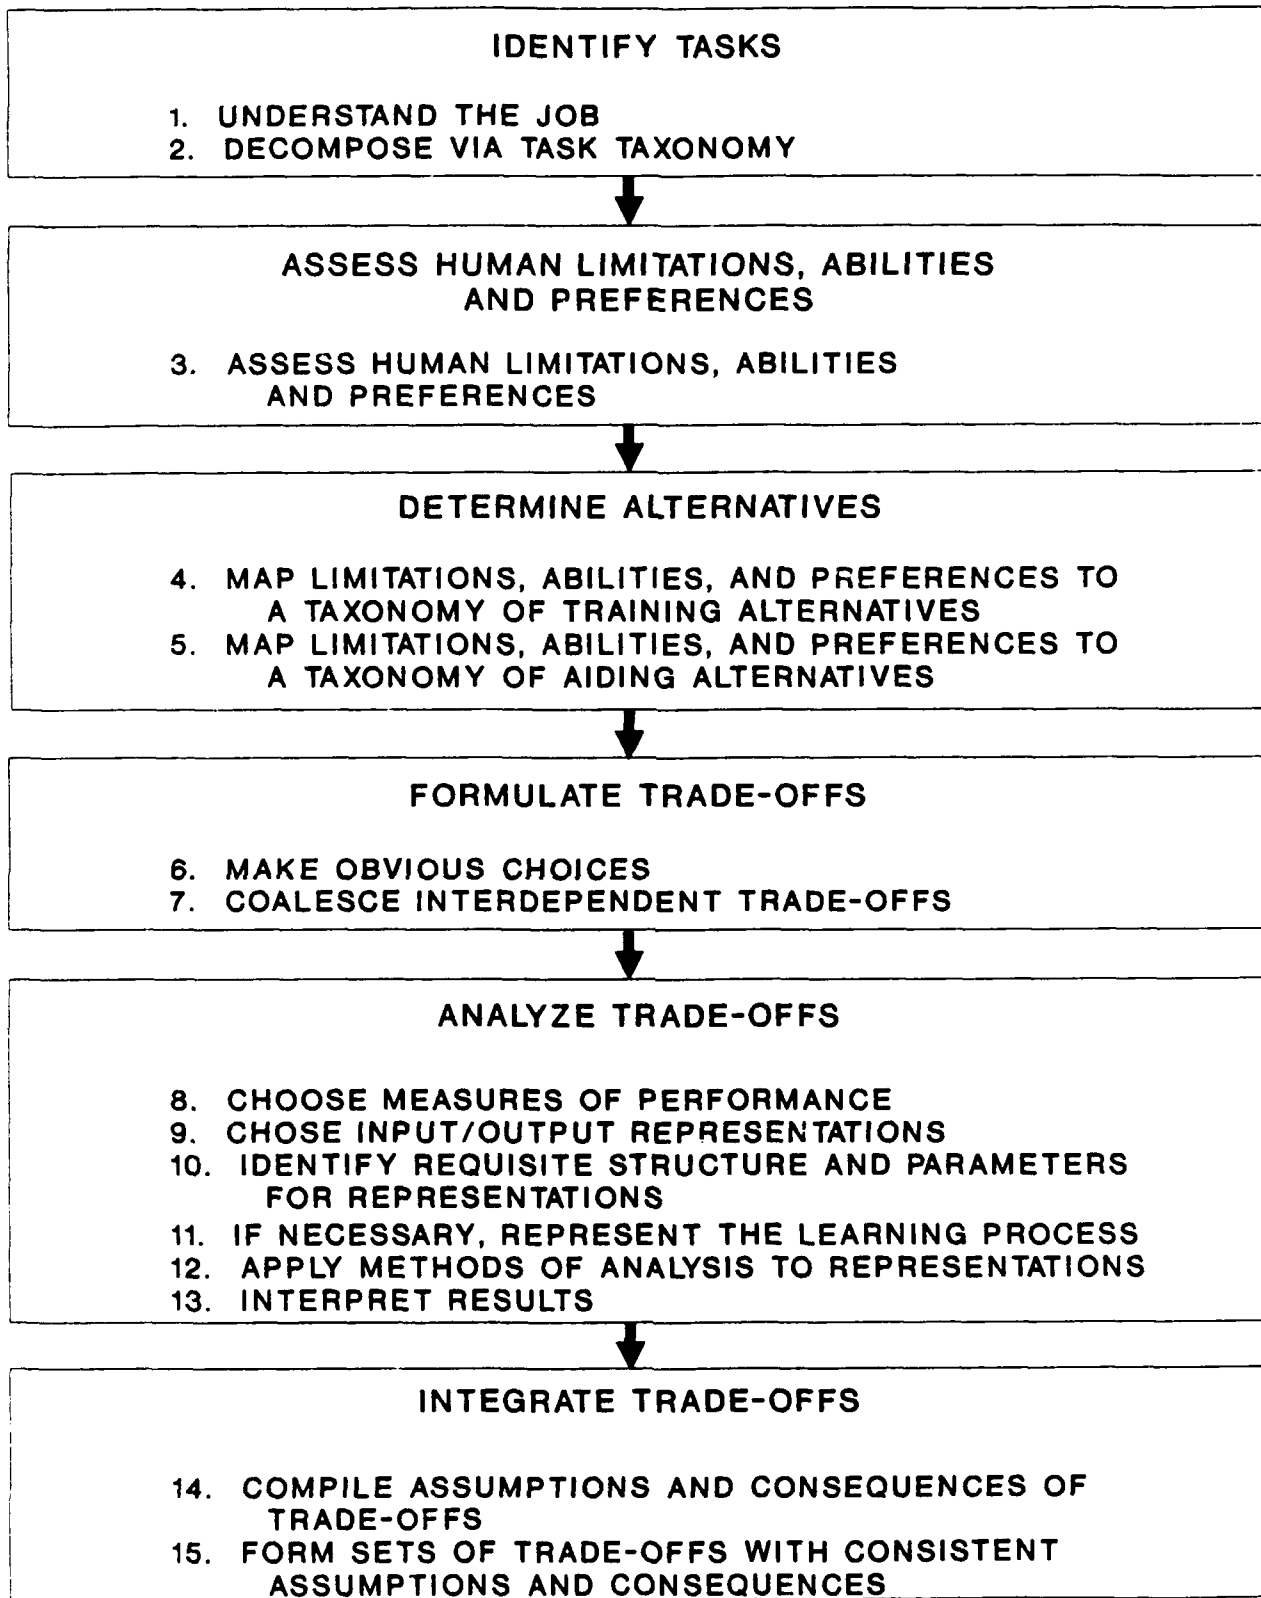 IDENTIFY TASKS
1. UNDERSTAND THE JOB
2. DECOMPOSE VIA TASK TAXONOMY
ASSESS HUMAN LIMITATIONS, ABILITIES
AND PREFERENCES
3. ASSESS HUMAN LIMITATIONS, ABILITIES
AND PREFERENCES
DETERMINE ALTERNATIVES
4. MAP LIMITATIONS, ABILITIES, AND PREFERENCES TO
A TAXONOMY OF TRAINING ALTERNATIVES
5. MAP LIMITATIONS, ABILITIES, AND PREFERENCES TO
A TAXONOMY OF AIDING ALTERNATIVES
FORMULATE TRADE-OFFS
6. MAKE OBVIOUS CHOICES
7. COALESCE INTERDEPENDENT TRADE-OFFS
ANALYZE TRADE-OFFS
8. CHOOSE MEASURES OF PERFORMANCE
9. CHOSE INPUT/OUTPUT REPRESENTATIONS
10. IDENTIFY REQUISITE STRUCTURE AND PARAMETERS
FOR REPRESENTATIONS
11. IF NECESSARY, REPRESENT THE LEARNING PROCESS
12. APPLY METHODS OF ANALYSIS TO REPRESENTATIONS
13. INTERPRET RESULTS
INTEGRATE TRADE-OFFS
14. COMPILE ASSUMPTIONS AND CONSEQUENCES OF
TRADE-OFFS
15. FORM SETS OF TRADE-OFFS WITH CONSISTENT
ASSUMPTIONS AND CONSEQUENCES